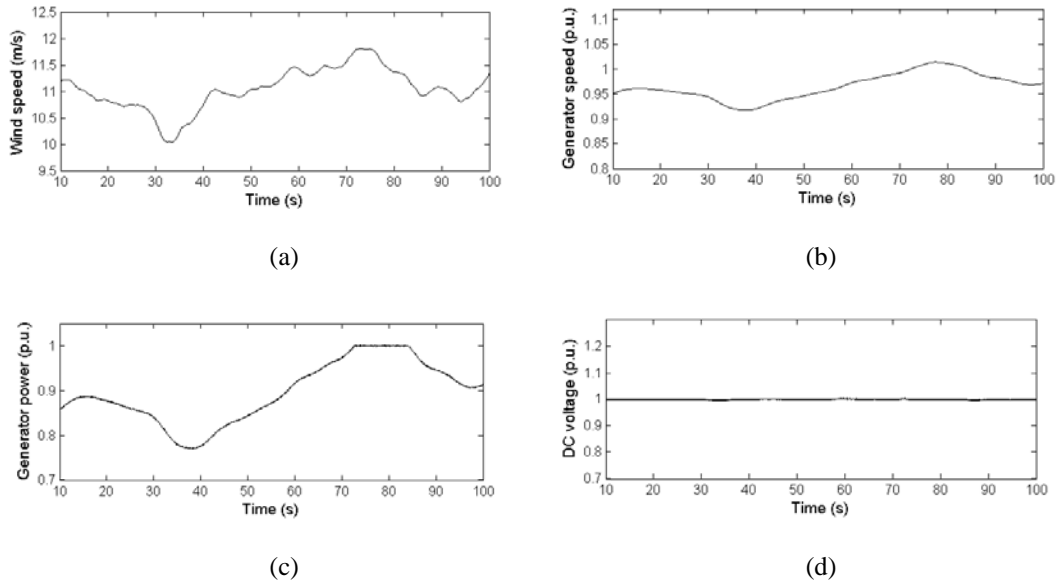 12.5
12
11.5
11
10.5
10
9.5
10 20 30 40 50 60 70 80 90 100
Wind speed (m/s)
Time (s)
(a)
1.1
1.05
1
0.95
0.9
0.85
0.8
10 20 30 40 50 60 70 80 90 100
Generator speed (p.u.)
Time (s)
(b)
1
0.9
0.8
0.7
10 20 30 40 50 60 70 80 90 100
Generator power (p.u.)
Time (s)
(c)
1.2
1.1
1
0.9
0.8
0.7
10 20 30 40 50 60 70 80 90 100
DC voltage (p.u.)
Time (s)
(d)